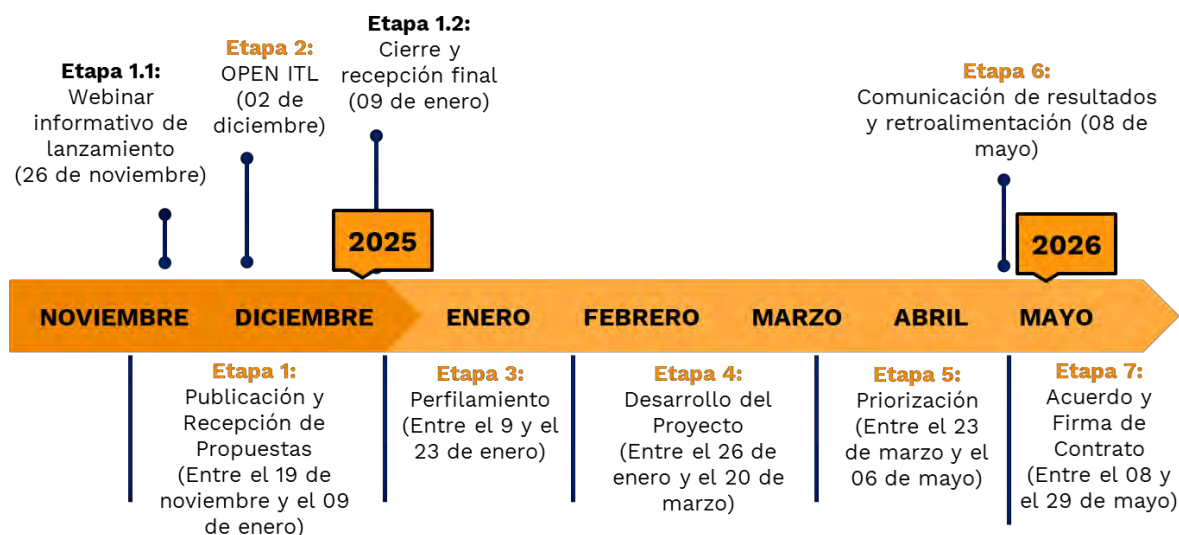 Etapa 1.1:
Webinar
informativo de
lanzamiento
(26 de noviembre)
Etapa 2:
OPEN ITL
(02 de
diciembre)
Etapa 1.2:
Cierre y
recepción final
(09 de enero)
Etapa 6:
Comunicación de resultados
y retroalimentación (08 de
mayo)
2025
2026
NOVIEMBRE DICIEMBRE ENERO FEBRERO MARZO ABRIL MAYO
Etapa 1:
Publicación y
Recepción de
Propuestas
(Entre el 19 de
noviembre y el 09
de enero)
Etapa 3:
Perfilamiento
(Entre el 9 y el
23 de enero)
Etapa 4:
Desarrollo del
Proyecto
(Entre el 26 de
enero y el 20 de
marzo)
Etapa 5:
Priorización
(Entre el 23
de marzo y el
06 de mayo)
Etapa 7:
Acuerdo y
Firma de
Contrato
(Entre el 08 y
el 29 de mayo)